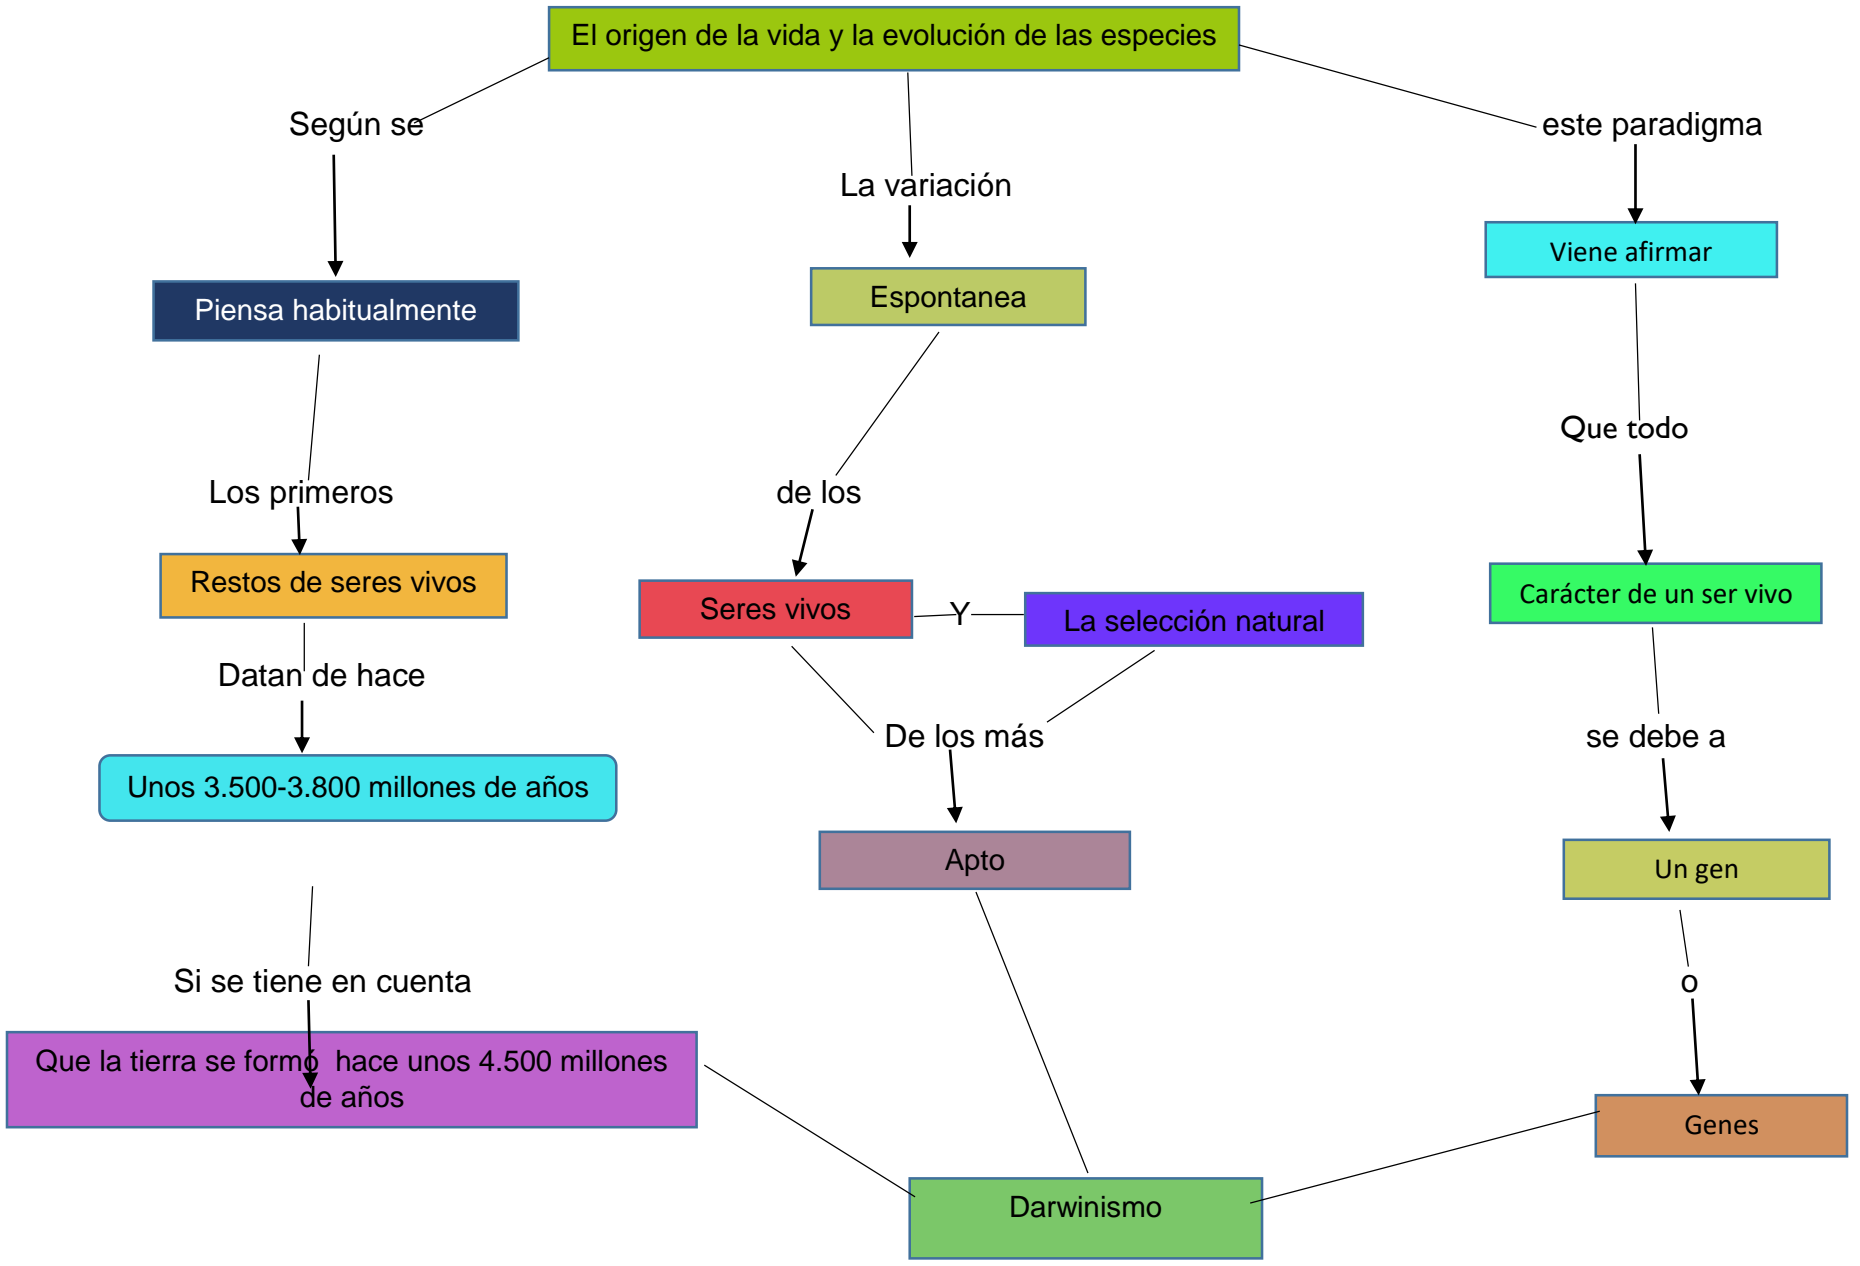 El origen de la vida y la evolución de las especies
Según se
este paradigma
La variación
Viene afirmar
Espontanea
Piensa habitualmente
Que todo
Los primeros
de los
Restos de seres vivos
Seres vivos
Y
La selección natural
Carácter de un ser vivo
Datan de hace
De los más
se debe a
Unos 3.500-3.800 millones de años
Apto
Un gen
Si se tiene en cuenta
o
Que la tierra se formó hace unos 4.500 millones
de años
Genes
Darwinismo